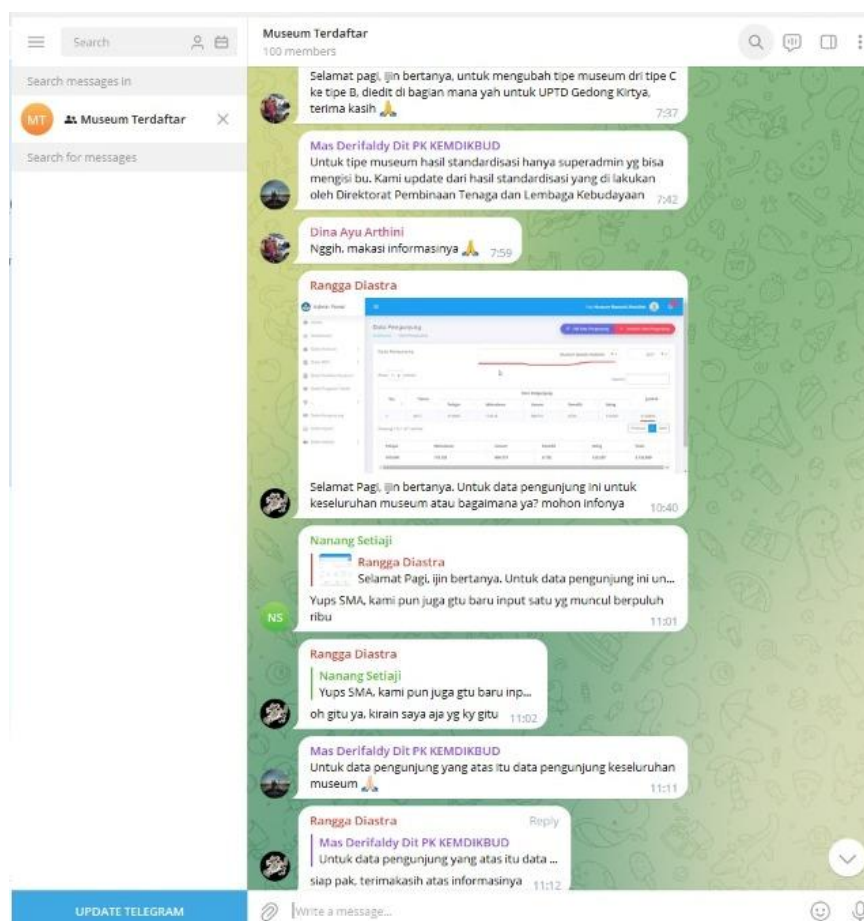 Search
Search messages in
MT
Museum Terdaftar
Search for messages
UPDATE TELEGRAM
Museum Terdaftar
100 members
Selamat pagi, ijin bertanya, untuk mengubah tipe museum dri tipe C
ke tipe B, diedit di bagian mana yah untuk UPTD Gedong Kirtya,
terima kasih 🙏
7:37
Mas Derifaldy Dit PK KEMDIKBUD
Untuk tipe museum hasil standardisasi hanya superadmin yg bisa
mengisi bu. Kami update dari hasil standardisasi yang di lakukan
oleh Direktorat Pembinaan Tenaga dan Lembaga Kebudayaan
7:42
Dina Ayu Arthini
Nggih, makasi informasinya 🙏 7:59
Rangga Diastra
Data Pengunjung
Selamat Pagi, ijin bertanya. Untuk data pengunjung ini untuk
keseluruhan museum atau bagaimana ya? mohon infonya
10:40
Nanang Setiaji
Rangga Diastra
Selamat Pagi, ijin bertanya. Untuk data pengunjung ini un...
Yups SMA, kami pun juga gtu baru input satu yg muncul berpuluh
ribu
NS
11:01
Rangga Diastra
Nanang Setiaji
Yups SMA, kami pun juga gtu baru inp...
oh gitu ya, kirain saya aja yg ky gitu 11:02
Mas Derifaldy Dit PK KEMDIKBUD
Untuk data pengunjung yang atas itu data pengunjung keseluruhan
museum 🙏
11:11
Rangga Diastra
Reply
Mas Derifaldy Dit PK KEMDIKBUD
Untuk data pengunjung yang atas itu data ...
siap pak, terimakasih atas informasinya 11:12
Write a message...